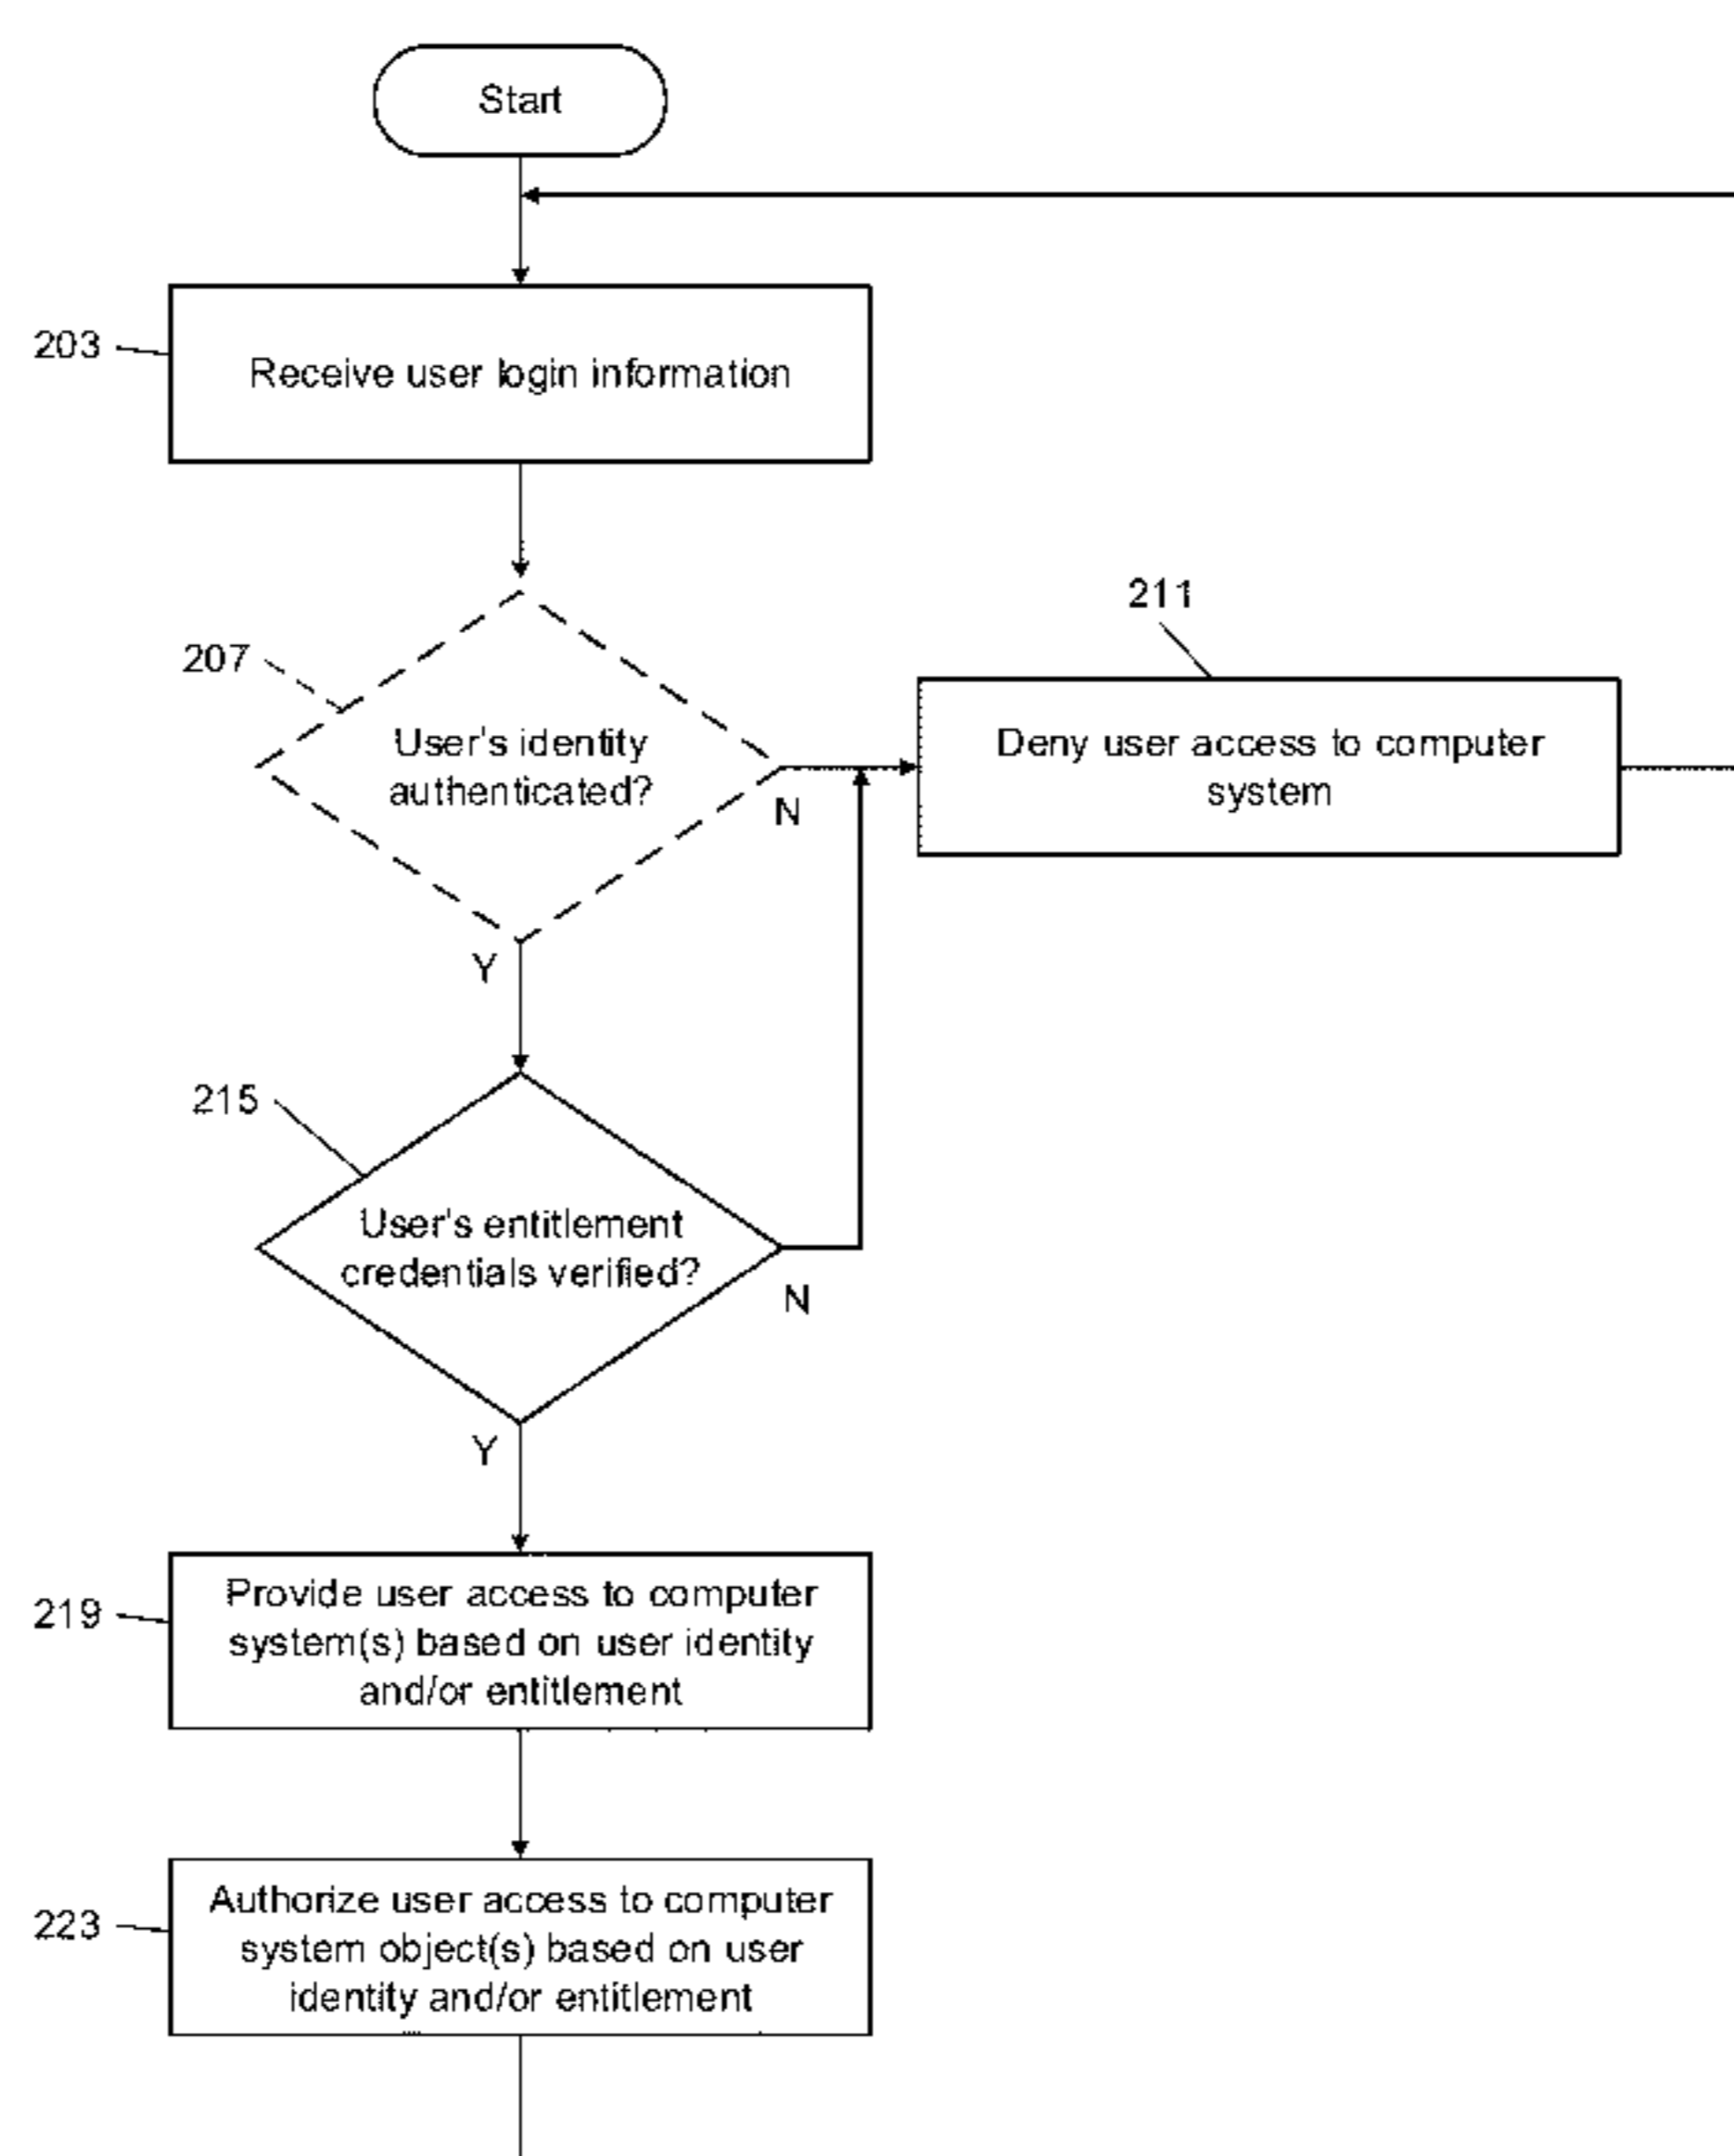 Start
203
Receive user login information
207
User's identity
authenticated?
N
Y
211
Deny user access to computer
system
215
User's entitlement
credentials verified?
N
Y
219
Provide user access to computer
system(s) based on user identity
and/or entitlement
223
Authorize user access to computer
system object(s) based on user
identity and/or entitlement